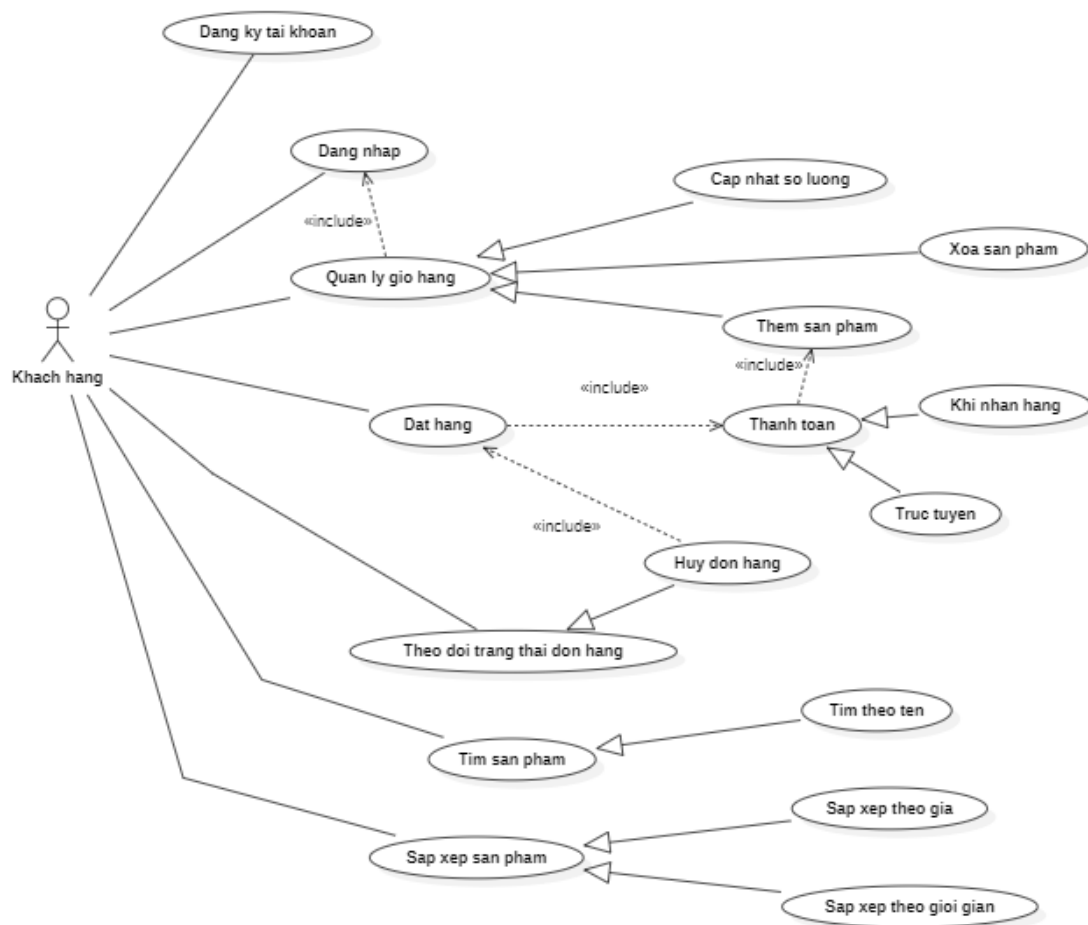 Dang ky tai khoan
Dang nhap
Cap nhat so luong
«include»
Xoa san pham
Quan ly gio hang
Them san pham
«include»
Khach hang
«include»
Khi nhan hang
Dat hang
Thanh toan
Truc tuyen
«include»
Huy don hang
Theo doi trang thai don hang
Tim theo ten
Tim san pham
Sap xep theo gia
Sap xep san pham
Sap xep theo gioi gian